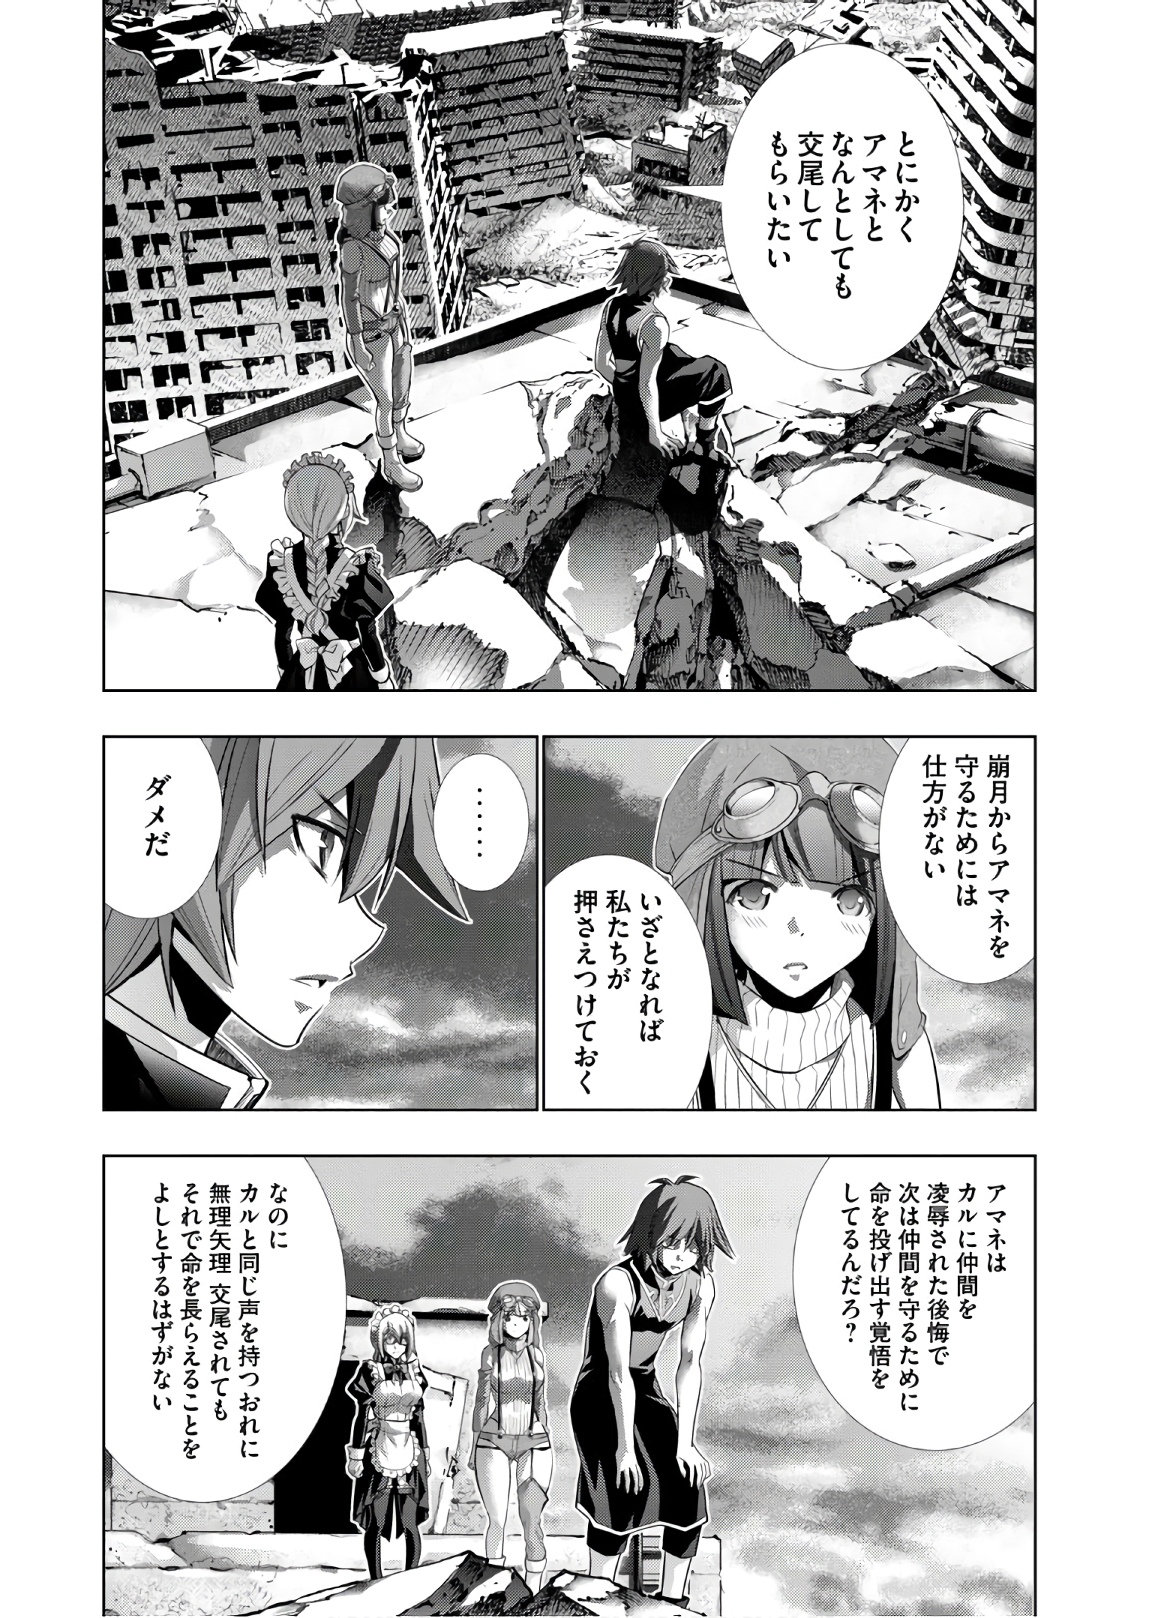 とにかく
アマネと
なんとしても
交尾して
もらいたい
崩月からアマネを
守るためには
仕方がない
いざとなれば
私たちが
押さえつけておく
・・・・・・
ダメだ
アマネは
カルに仲間を
凌辱された後悔で
次は仲間を守るために
命を投げ出す覚悟を
してるんだろ？
なのに
カルと同じ声を持つおれに
無理矢理 交尾されても
それで命を長らえることを
よしとするはずがない